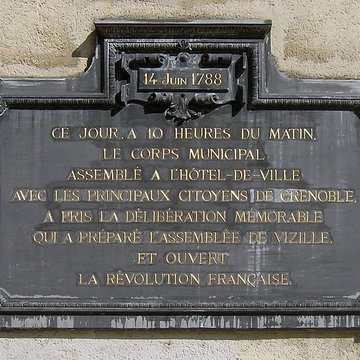 14 JUIN 1788
CE JOUR, A 10 HEURES DU MATIN,
LE CORPS MUNICIPAL
ASSEMBLÉ A L'HÔTEL-DE-VILLE
AVEC LES PRINCIPAUX CITOYENS DE GRENOBLE,
A PRIS LA DÉLIBÉRATION MÉMORABLE
QUI A PRÉPARÉ L'ASSEMBLÉE DE VIZILLE,
ET OUVERT
LA RÉVOLUTION FRANÇAISE.